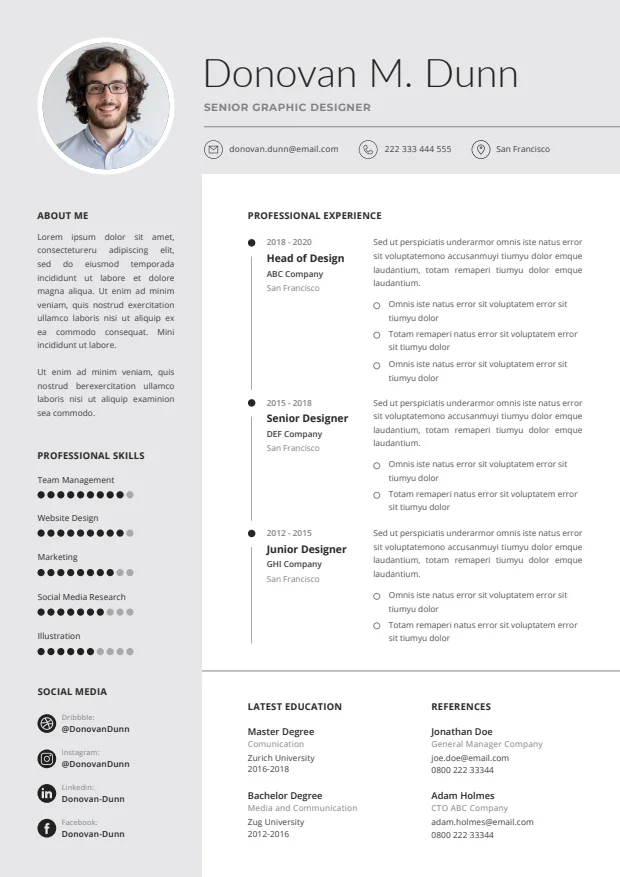 Donovan M. Dunn
SENIOR GRAPHIC DESIGNER
donovan.dunn@email.com
222 333 444 555
San Francisco
ABOUT ME
Lorem ipsum dolor sit amet,
consectetureru adipiscing elit,
sed do eiusmod temporada
incididunt ut labore et dolore
magna aliqua. Ut enim ad minim
veniam, quis nostrud exercitation
ullamco laboris nisi ut aliquip ex
ea commodo consequat. Mini
incididunt ut labore.
Ut enim ad minim veniam, quis
nostrud berexercitation ullamco
laboris nisi ut aliquip examinion
sea commodo.
PROFESSIONAL SKILLS
Team Management
Website Design
Marketing
Social Media Research
Illustration
SOCIAL MEDIA
Dribbble:
@DonovanDunn
Instagram:
@DonovanDunn
Linkedin:
Donovan-Dunn
Facebook:
Donovan-Dunn
PROFESSIONAL EXPERIENCE
2018 - 2020
Head of Design
ABC Company
San Francisco
Sed ut perspiciatis underarmor omnis iste natus error
sit voluptatemono accusanmuyi tiumyu dolor emque
laudantium, totam remaperi tiumyu dolor emque
laudantium.
Omnis iste natus error sit voluptatem error sit
tiumyu dolor
Totam remaperi natus error sit voluptatem error
sit tiumyu dolor
Omnis iste natus error sit voluptatem error sit
tiumyu dolor
2015 - 2018
Senior Designer
DEF Company
San Francisco
Sed ut perspiciatis underarmor omnis iste natus error
sit voluptatemono accusanmuyi tiumyu dolor emque
laudantium, totam remaperi tiumyu dolor emque
laudantium.
Omnis iste natus error sit voluptatem error sit
tiumyu dolor
Totam remaperi natus error sit voluptatem error
sit tiumyu dolor
2012 - 2015
Junior Designer
GHI Company
San Francisco
Sed ut perspiciatis underarmor omnis iste natus error
sit voluptatemono accusanmuyi tiumyu dolor emque
laudantium, totam remaperi tiumyu dolor emque
laudantium.
Omnis iste natus error sit voluptatem error sit
tiumyu dolor
Totam remaperi natus error sit voluptatem error
sit tiumyu dolor
LATEST EDUCATION
Master Degree
Comunication
Zurich University
2016-2018
Bachelor Degree
Media and Communication
Zug University
2012-2016
REFERENCES
Jonathan Doe
General Manager Company
joe.doe@email.com
0800 222 33344
Adam Holmes
CTO ABC Company
adam.holmes@email.com
0800 222 33344